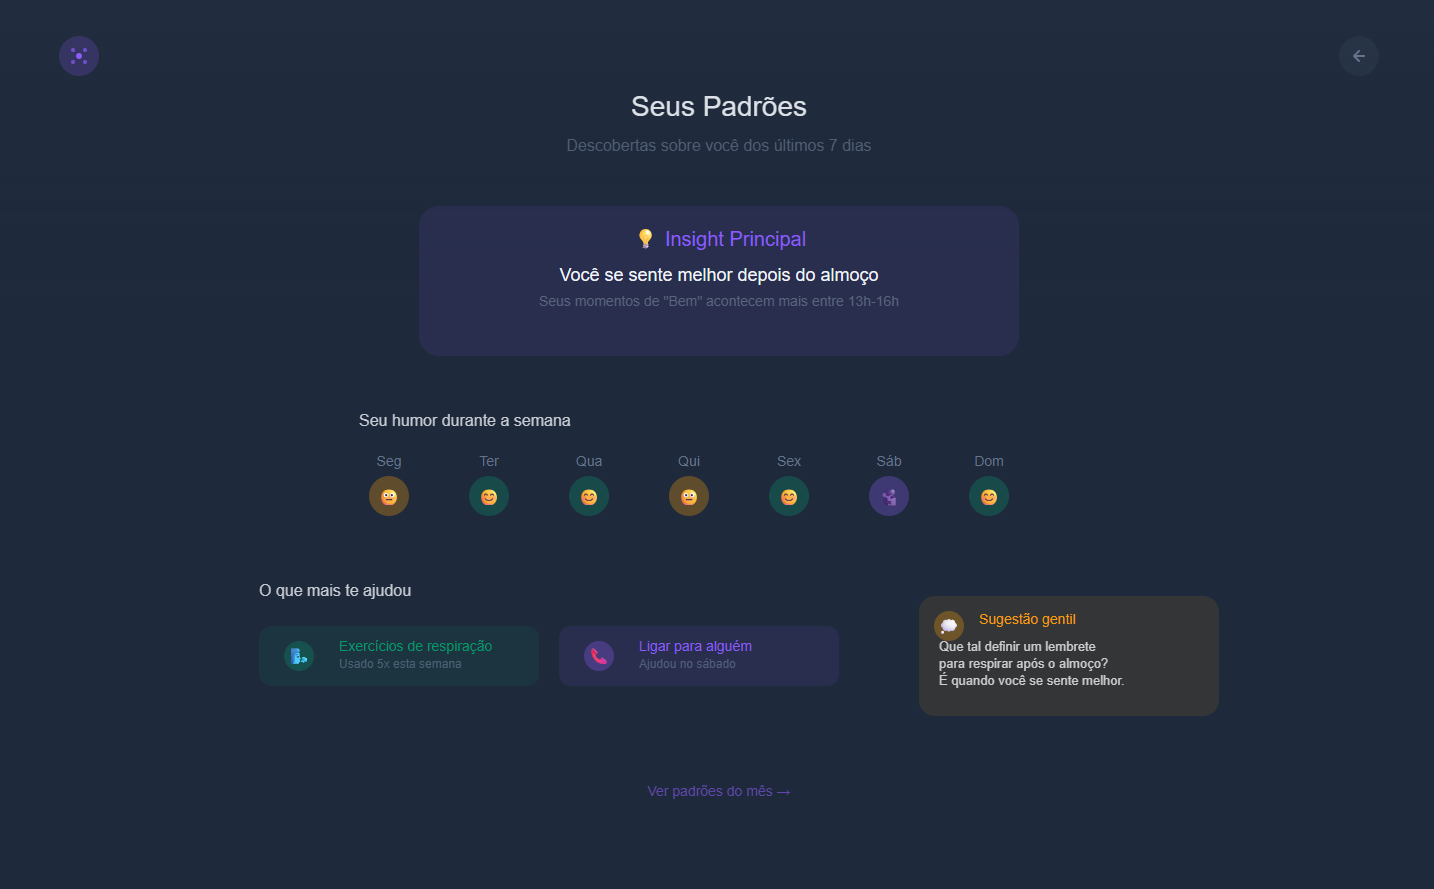 Seus Padrões
Descobertas sobre você dos últimos 7 dias
Insight Principal
Você se sente melhor depois do almoço
Seus momentos de "Bem" acontecem mais entre 13h-16h
Seu humor durante a semana
Seg Ter Qua Qui Sex Sáb Dom
O que mais te ajudou
Exercícios de respiração
Usado 5x esta semana
Ligar para alguém
Ajudou no sábado
Sugestão gentil
Que tal definir um lembrete
para respirar após o almoço?
É quando você se sente melhor.
Ver padrões do mês →